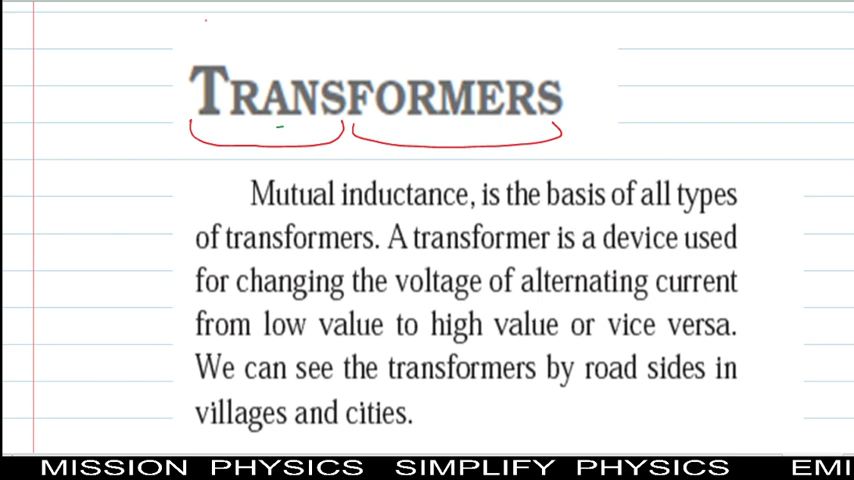 TRANSFORMERS
Mutual inductance, is the basis of all types
of transformers. A transformer is a device used
for changing the voltage of alternating current
from low value to high value or vice versa.
We can see the transformers by road sides in
villages and cities.
MISSION PHYSICS SIMPLIFY PHYSICS EMI